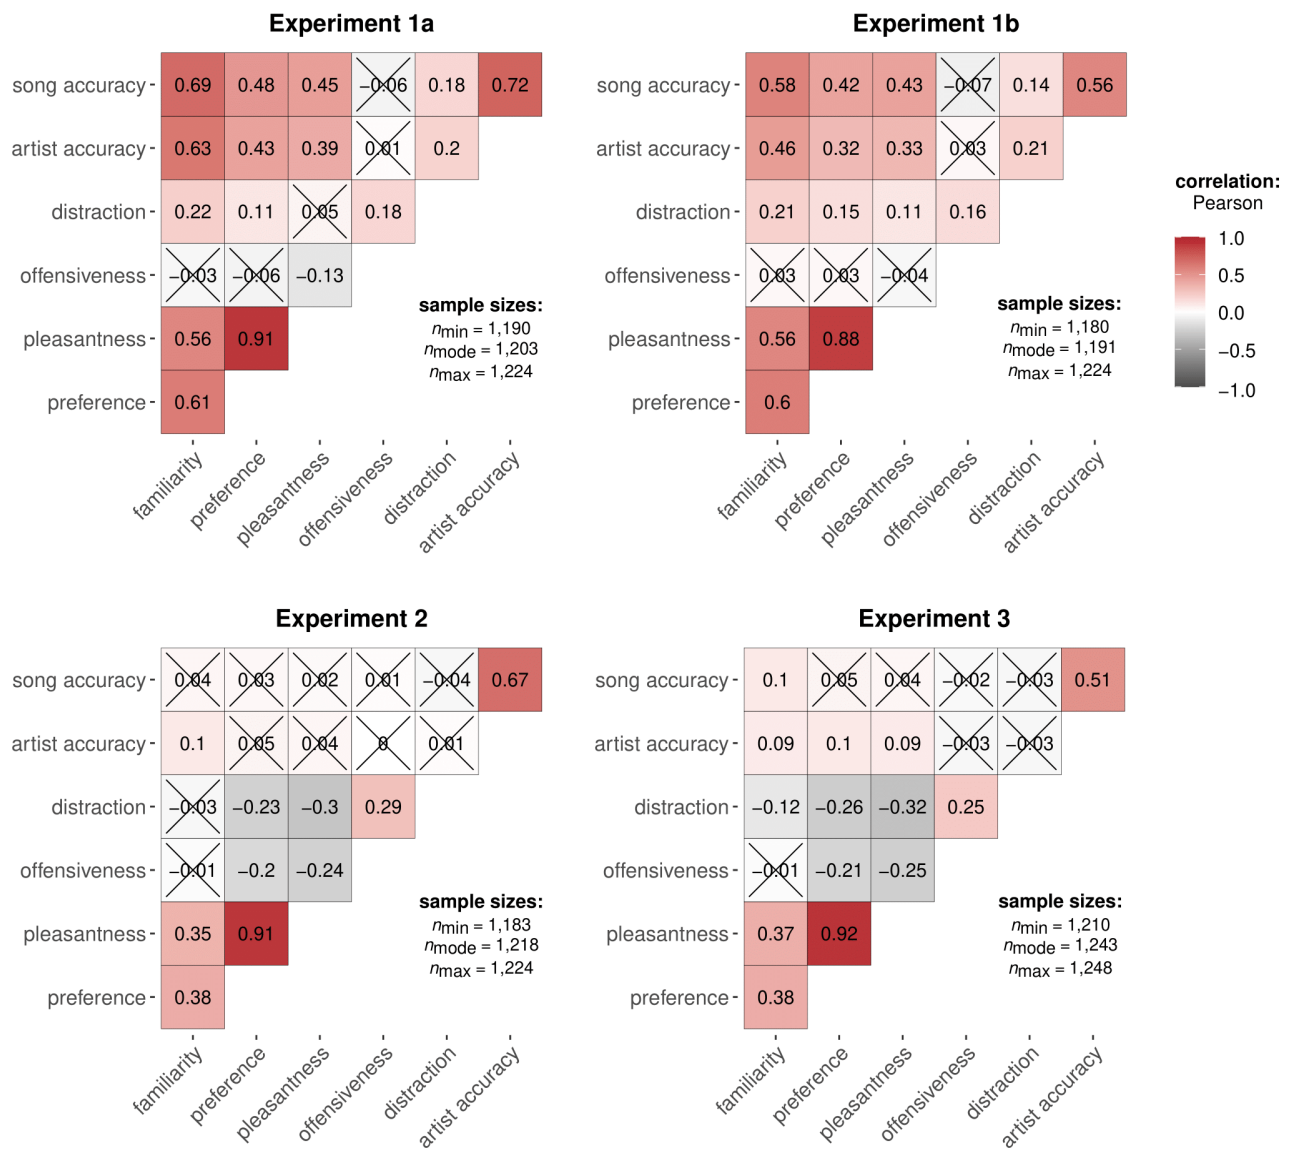 Experiment 1a
song accuracy 0.69 0.48 0.45 −0.06 0.18 0.72
artist accuracy 0.63 0.43 0.39 0.01 0.2
distraction 0.22 0.11 0.05 0.18
offensiveness −0.03 −0.06 −0.13
pleasantness 0.56 0.91
preference 0.61
sample sizes:
nmin = 1,190
nmode = 1,203
nmax = 1,224
familiarity
preference
pleasantness
offensiveness
distraction
artist accuracy
Experiment 1b
song accuracy 0.58 0.42 0.43 −0.07 0.14 0.56
artist accuracy 0.46 0.32 0.33 0.03 0.21
distraction 0.21 0.15 0.11 0.16
offensiveness 0.03 0.03 −0.04
pleasantness 0.56 0.88
preference 0.6
sample sizes:
nmin = 1,180
nmode = 1,191
nmax = 1,224
familiarity
preference
pleasantness
offensiveness
distraction
artist accuracy
correlation:
Pearson
1.0
0.5
0.0
−0.5
−1.0
Experiment 2
song accuracy 0.04 0.03 0.02 0.01 −0.04 0.67
artist accuracy 0.1 0.05 0.04 0 0.01
distraction −0.03 −0.23 −0.3 0.29
offensiveness −0.01 −0.2 −0.24
pleasantness 0.35 0.91
preference 0.38
sample sizes:
nmin = 1,183
nmode = 1,218
nmax = 1,224
familiarity
preference
pleasantness
offensiveness
distraction
artist accuracy
Experiment 3
song accuracy 0.1 0.05 0.04 −0.02 −0.03 0.51
artist accuracy 0.09 0.1 0.09 −0.03 −0.03
distraction −0.12 −0.26 −0.32 0.25
offensiveness −0.01 −0.21 −0.25
pleasantness 0.37 0.92
preference 0.38
sample sizes:
nmin = 1,210
nmode = 1,243
nmax = 1,248
familiarity
preference
pleasantness
offensiveness
distraction
artist accuracy